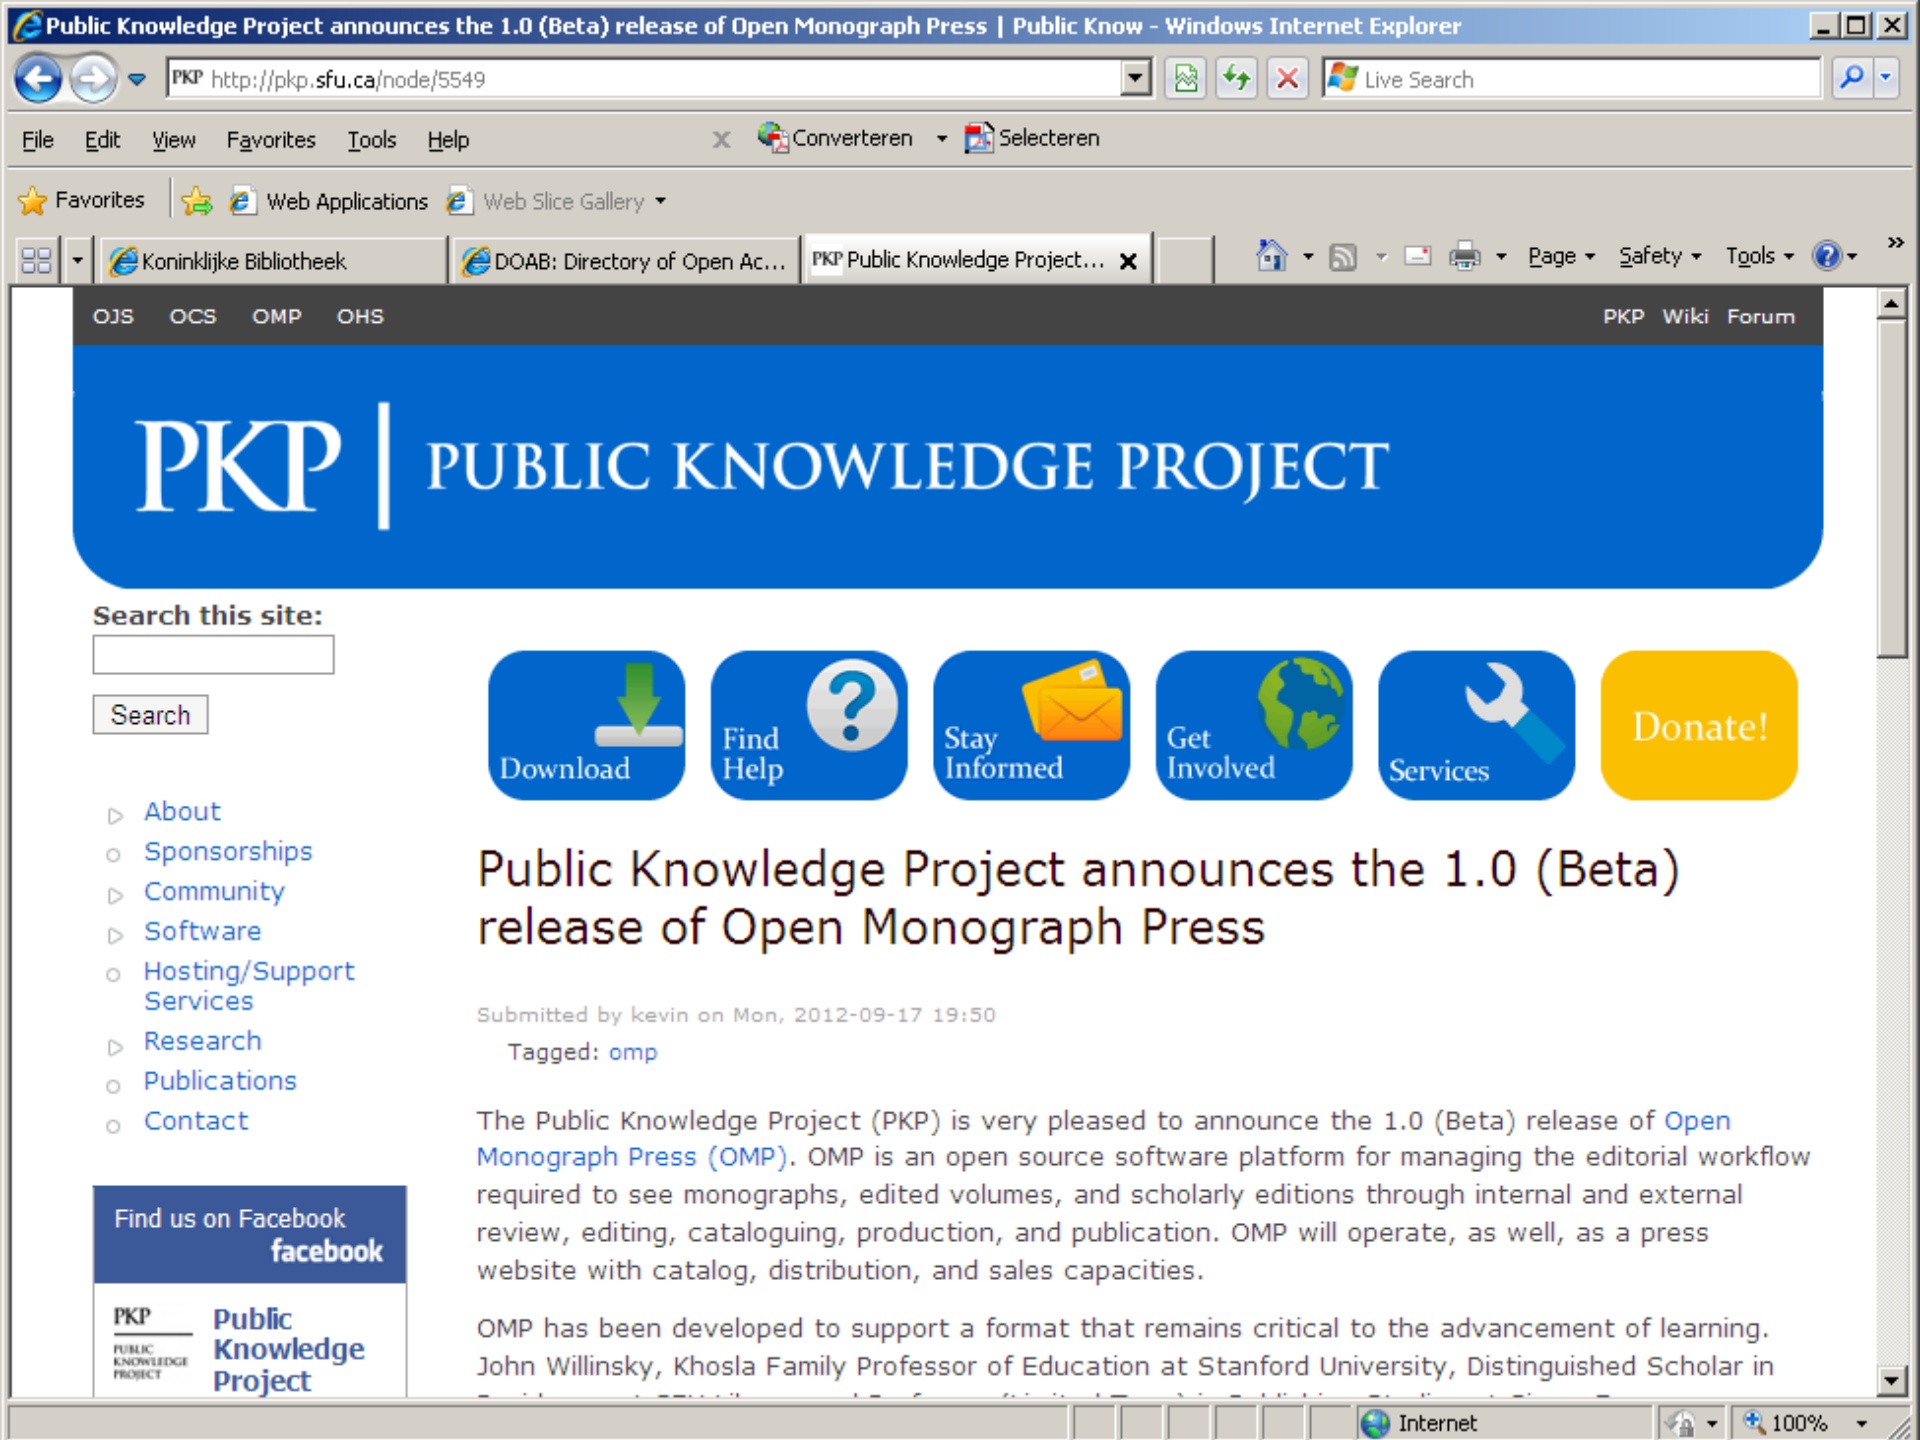 Public Knowledge Project announces the 1.0 (Beta) release of Open Monograph Press | Public Know - Windows Internet Explorer
PKP http://pkp.sfu.ca/node/5549
Live Search
File Edit View Favorites Tools Help
x Converteren Selecteren
Favorites Web Applications Web Slice Gallery
Koninklijke Bibliotheek
DOAB: Directory of Open Ac...
PKP Public Knowledge Project... x
Page Safety Tools »
OJS OCS OMP OHS
PKP Wiki Forum
PKP | PUBLIC KNOWLEDGE PROJECT
Search this site:
Search
Download
Find
Help
Stay
Informed
Get
Involved
Services
Donate!
About
Sponsorships
Community
Software
Hosting/Support
Services
Research
Publications
Contact
Find us on Facebook
facebook
PKP
PUBLIC
KNOWLEDGE
PROJECT
Public
Knowledge
Project
Public Knowledge Project announces the 1.0 (Beta)
release of Open Monograph Press
Submitted by kevin on Mon, 2012-09-17 19:50
Tagged: omp
The Public Knowledge Project (PKP) is very pleased to announce the 1.0 (Beta) release of Open
Monograph Press (OMP). OMP is an open source software platform for managing the editorial workflow
required to see monographs, edited volumes, and scholarly editions through internal and external
review, editing, cataloguing, production, and publication. OMP will operate, as well, as a press
website with catalog, distribution, and sales capacities.
OMP has been developed to support a format that remains critical to the advancement of learning.
John Willinsky, Khosla Family Professor of Education at Stanford University, Distinguished Scholar in
Internet
100%